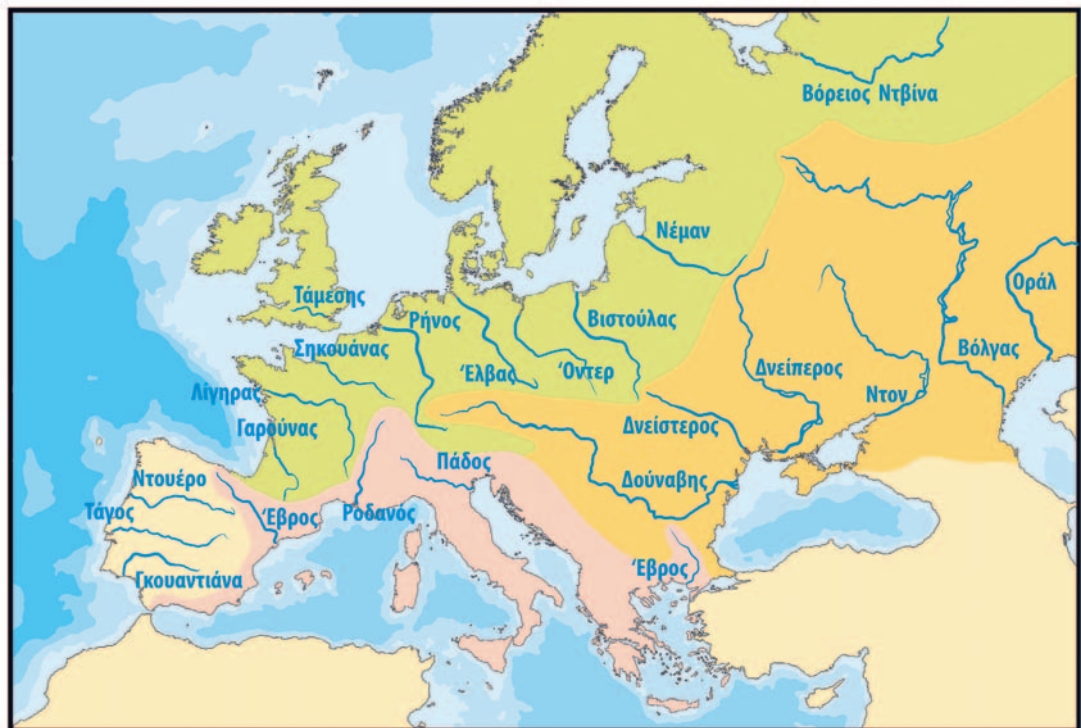 Βόρειος Ντβίνα
Νέμαν
Οράλ
Τάμεσης
Ρήνος
Βιστούλας
Σηκουάνας
Βόλγας
Έλβας
Όντερ
Δνείπερος
Λίγηρας
Ντον
Γαρούνας
Δνείστερος
Πάδος
Ντουέρο
Δούναβης
Τάγος
Έβρος
Ροδανός
Έβρος
Γκουαντιάνα